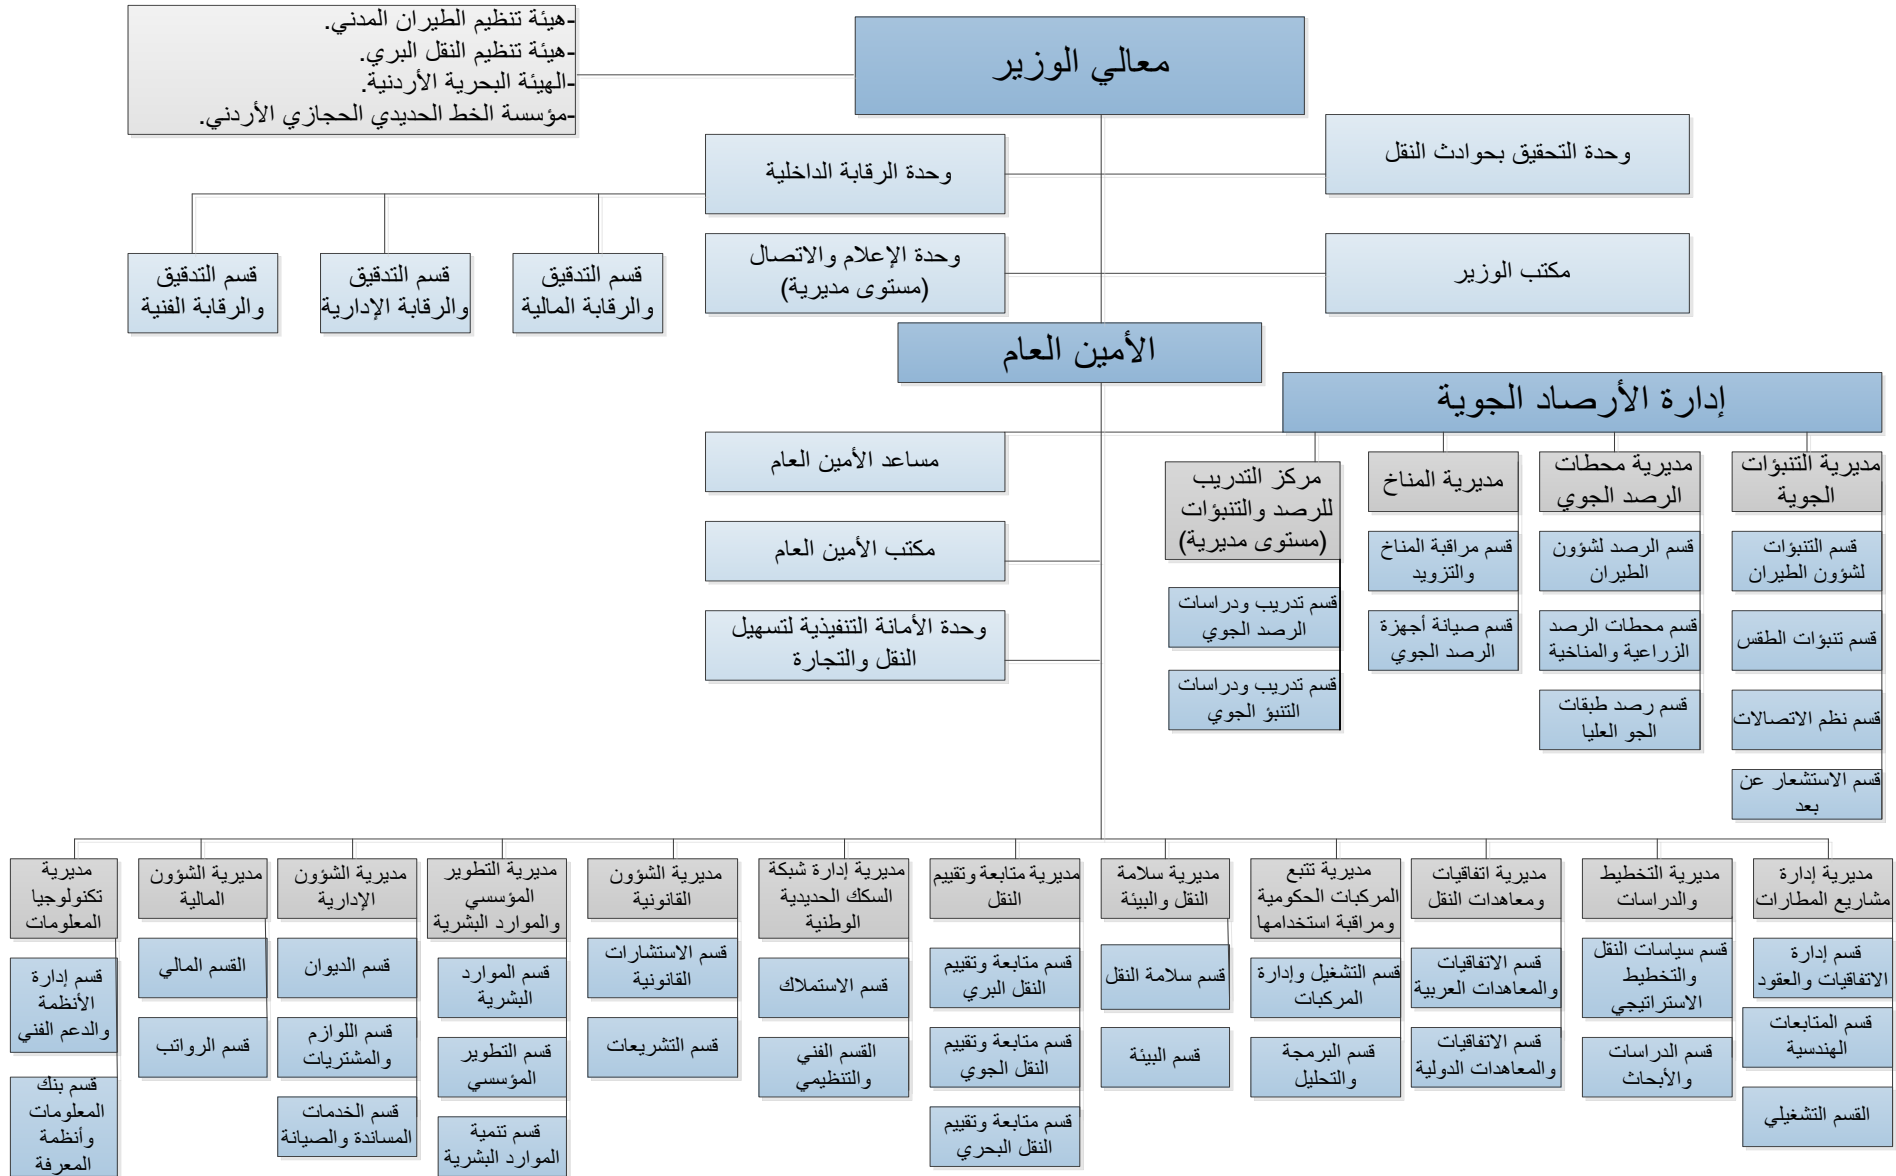 -هيئة تنظيم الطيران المدني.
-هيئة تنظيم النقل البري.
-الهيئة البحرية الأردنية.
-مؤسسة الخط الحديدي الحجازي الأردني.
معالي الوزير
وحدة التحقيق بحوادث النقل
وحدة الرقابة الداخلية
قسم التدقيق
والرقابة المالية
قسم التدقيق
والرقابة الإدارية
قسم التدقيق
والرقابة الفنية
مكتب الوزير
وحدة الإعلام والاتصال
(مستوى مديرية)
الأمين العام
إدارة الأرصاد الجوية
مساعد الأمين العام
مكتب الأمين العام
وحدة الأمانة التنفيذية لتسهيل
النقل والتجارة
مديرية التنبؤات
الجوية
قسم التنبؤات
لشؤون الطيران
قسم تنبؤات الطقس
قسم نظم الاتصالات
قسم الاستشعار عن
بعد
مديرية محطات
الرصد الجوي
قسم الرصد لشؤون
الطيران
قسم محطات الرصد
الزراعية والمناخية
قسم رصد طبقات
الجو العليا
مديرية المناخ
قسم مراقبة المناخ
والتزويد
قسم صيانة أجهزة
الرصد الجوي
مركز التدريب
للرصد والتنبؤات
(مستوى مديرية)
قسم تدريب ودراسات
الرصد الجوي
قسم تدريب ودراسات
التنبؤ الجوي
مديرية إدارة
مشاريع المطارات
قسم إدارة
الاتفاقيات والعقود
قسم المتابعات
الهندسية
القسم التشغيلي
مديرية التخطيط
والدراسات
قسم سياسات النقل
والتخطيط
الاستراتيجي
قسم الدراسات
والأبحاث
مديرية اتفاقيات
ومعاهدات النقل
قسم الاتفاقيات
والمعاهدات العربية
قسم الاتفاقيات
والمعاهدات الدولية
مديرية تتبع
المركبات الحكومية
ومراقبة استخدامها
قسم التشغيل وإدارة
المركبات
قسم البرمجة
والتحليل
مديرية سلامة
النقل والبيئة
قسم سلامة النقل
قسم البيئة
مديرية متابعة وتقييم
النقل
قسم متابعة وتقييم
النقل البري
قسم متابعة وتقييم
النقل الجوي
قسم متابعة وتقييم
النقل البحري
مديرية إدارة شبكة
السكك الحديدية
الوطنية
قسم الاستملاك
القسم الفني
والتنظيمي
مديرية الشؤون
القانونية
قسم الاستشارات
القانونية
قسم التشريعات
مديرية التطوير
المؤسسي
والموارد البشرية
قسم الموارد
البشرية
قسم التطوير
المؤسسي
قسم تنمية
الموارد البشرية
مديرية الشؤون
الإدارية
قسم الديوان
قسم اللوازم
والمشتريات
قسم الخدمات
المساندة والصيانة
مديرية الشؤون
المالية
القسم المالي
قسم الرواتب
مديرية
تكنولوجيا
المعلومات
قسم إدارة
الأنظمة
والدعم الفني
قسم بنك
المعلومات
وأنظمة
المعرفة